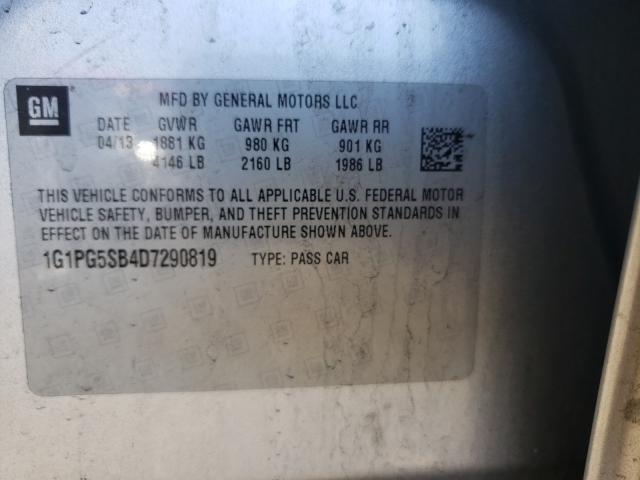 GM
MFD BY GENERAL MOTORS LLC
DATE GVWR GAWR FRT GAWR RR
04/13 1881 KG 980 KG 901 KG
4146 LB 2160 LB 1986 LB
THIS VEHICLE CONFORMS TO ALL APPLICABLE U.S. FEDERAL MOTOR
VEHICLE SAFETY, BUMPER, AND THEFT PREVENTION STANDARDS IN
EFFECT ON THE DATE OF MANUFACTURE SHOWN ABOVE.
1G1PG5SB4D7290819 TYPE: PASS CAR